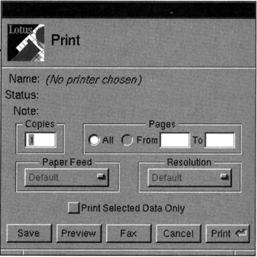 Lotus
Print
Name: (No printer chosen)
Status:
Note:
Copies
Pages
1
All From To
Paper Feed
Resolution
Default
Default
Print Selected Data Only
Save Preview Fax Cancel Print